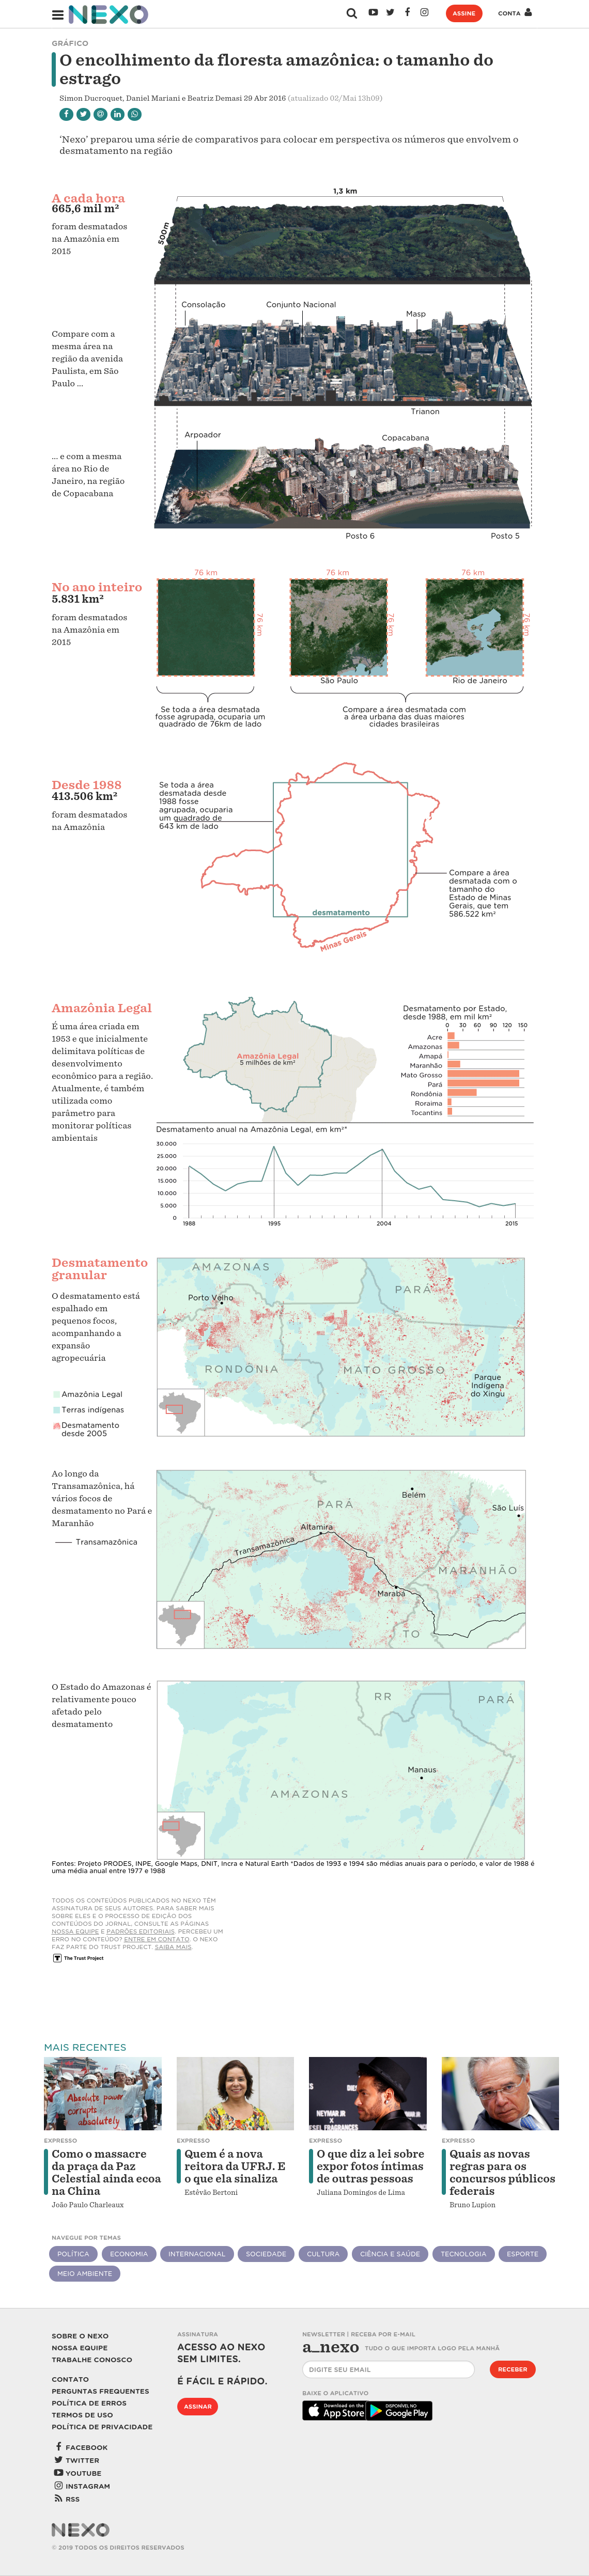 NEXO
ASSINE
CONTA
GRÁFICO
O encolhimento da floresta amazônica: o tamanho do
estrago
Simon Ducroquet, Daniel Mariani e Beatriz Demasi 29 Abr 2016 (atualizado 02/Mai 13h09)
‘Nexo’ preparou uma série de comparativos para colocar em perspectiva os números que envolvem o
desmatamento na região
A cada hora
665,6 mil m²
foram desmatados
na Amazônia em
2015
1,3 km
500m
Compare com a
mesma área na
região da avenida
Paulista, em São
Paulo ...
Consolação
Conjunto Nacional
Masp
Trianon
... e com a mesma
área no Rio de
Janeiro, na região
de Copacabana
Arpoador
Copacabana
Posto 6
Posto 5
No ano inteiro
5.831 km²
foram desmatados
na Amazônia em
2015
76 km
76 km
76 km
76 km
76 km
76 km
São Paulo
Rio de Janeiro
Se toda a área desmatada
fosse agrupada, ocuparia um
quadrado de 76km de lado
Compare a área desmatada com
a área urbana das duas maiores
cidades brasileiras
Desde 1988
413.506 km²
foram desmatados
na Amazônia
Se toda a área
desmatada desde
1988 fosse
agrupada, ocuparia
um quadrado de
643 km de lado
Compare a área
desmatada com o
tamanho do
Estado de Minas
Gerais, que tem
586.522 km²
desmatamento
Minas Gerais
Amazônia Legal
É uma área criada em
1953 e que inicialmente
delimitava políticas de
desenvolvimento
econômico para a região.
Atualmente, é também
utilizada como
parâmetro para
monitorar políticas
ambientais
Amazônia Legal
5 milhões de km²
Desmatamento por Estado,
desde 1988, em mil km²
0 30 60 90 120 150
Acre
Amazonas
Amapá
Maranhão
Mato Grosso
Pará
Rondônia
Roraima
Tocantins
Desmatamento anual na Amazônia Legal, em km²*
30.000
25.000
20.000
15.000
10.000
5.000
0
1988 1995 2004 2015
Desmatamento
granular
O desmatamento está
espalhado em
pequenos focos,
acompanhando a
expansão
agropecuária
Amazônia Legal
Terras indígenas
Desmatamento
desde 2005
AMAZONAS
PARÁ
Porto Velho
RONDÔNIA
MATO GROSSO
Parque
Indígena
do Xingu
Ao longo da
Transamazônica, há
vários focos de
desmatamento no Pará e
Maranhão
Transamazônica
PARÁ
Belém
São Luís
Altamira
Transamazônica
MARANHÃO
Marabá
TO
O Estado do Amazonas é
relativamente pouco
afetado pelo
desmatamento
RR
PARÁ
Manaus
AMAZONAS
Fontes: Projeto PRODES, INPE, Google Maps, DNIT, Incra e Natural Earth *Dados de 1993 e 1994 são médias anuais para o período, e valor de 1988 é
uma média anual entre 1977 e 1988
TODOS OS CONTEÚDOS PUBLICADOS NO NEXO TÊM
ASSINATURA DE SEUS AUTORES. PARA SABER MAIS
SOBRE ELES E O PROCESSO DE EDIÇÃO DOS
CONTEÚDOS DO JORNAL, CONSULTE AS PÁGINAS
NOSSA EQUIPE E PADRÕES EDITORIAIS. PERCEBEU UM
ERRO NO CONTEÚDO? ENTRE EM CONTATO. O NEXO
FAZ PARTE DO TRUST PROJECT. SAIBA MAIS.
T The Trust Project
MAIS RECENTES
Absolute power
corrupts
absolutely
NEYMAR JR
EXPRESSO
Como o massacre
da praça da Paz
Celestial ainda ecoa
na China
João Paulo Charleaux
EXPRESSO
Quem é a nova
reitora da UFRJ. E
o que ela sinaliza
Estêvão Bertoni
EXPRESSO
O que diz a lei sobre
expor fotos íntimas
de outras pessoas
Juliana Domingos de Lima
EXPRESSO
Quais as novas
regras para os
concursos públicos
federais
Bruno Lupion
NAVEGUE POR TEMAS
POLÍTICA
ECONOMIA
INTERNACIONAL
SOCIEDADE
CULTURA
CIÊNCIA E SAÚDE
TECNOLOGIA
ESPORTE
MEIO AMBIENTE
SOBRE O NEXO
NOSSA EQUIPE
TRABALHE CONOSCO
CONTATO
PERGUNTAS FREQUENTES
POLÍTICA DE ERROS
TERMOS DE USO
POLÍTICA DE PRIVACIDADE
FACEBOOK
TWITTER
YOUTUBE
INSTAGRAM
RSS
ASSINATURA
ACESSO AO NEXO
SEM LIMITES.
É FÁCIL E RÁPIDO.
ASSINAR
NEWSLETTER | RECEBA POR E-MAIL
a_nexo TUDO O QUE IMPORTA LOGO PELA MANHÃ
DIGITE SEU EMAIL
RECEBER
BAIXE O APLICATIVO
Download on the
App Store
DISPONÍVEL NO
Google Play
NEXO
© 2019 TODOS OS DIREITOS RESERVADOS